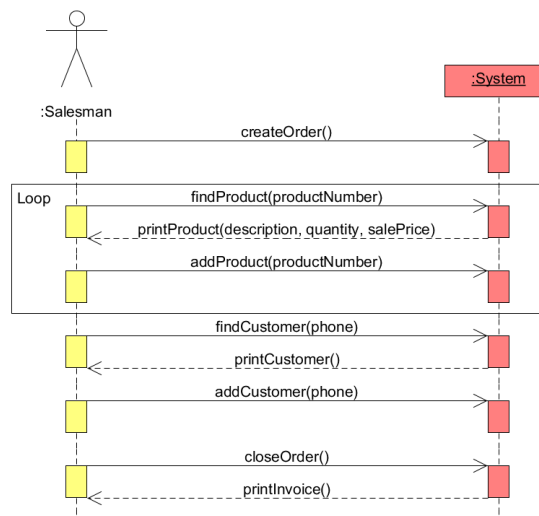 :System
:Salesman
createOrder()
Loop
findProduct(productNumber)
printProduct(description, quantity, salePrice)
addProduct(productNumber)
findCustomer(phone)
printCustomer()
addCustomer(phone)
closeOrder()
printInvoice()